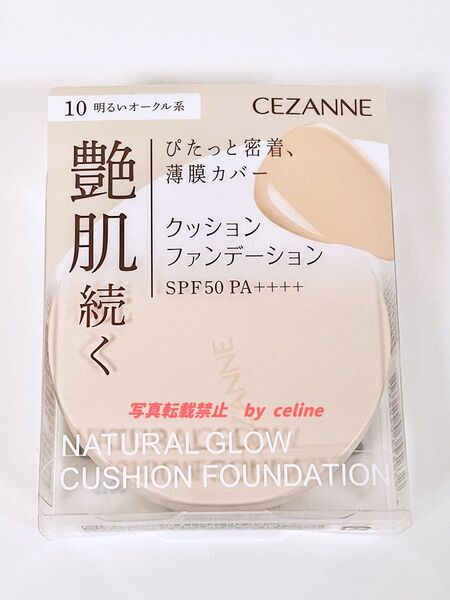 10 明るいオークル系
CEZANNE
艶肌続く
ぴたっと密着、
薄膜カバー
クッション
ファンデーション
SPF50 PA++++
写真転載禁止 by celine
NATURAL GLOW
CUSHION FOUNDATION